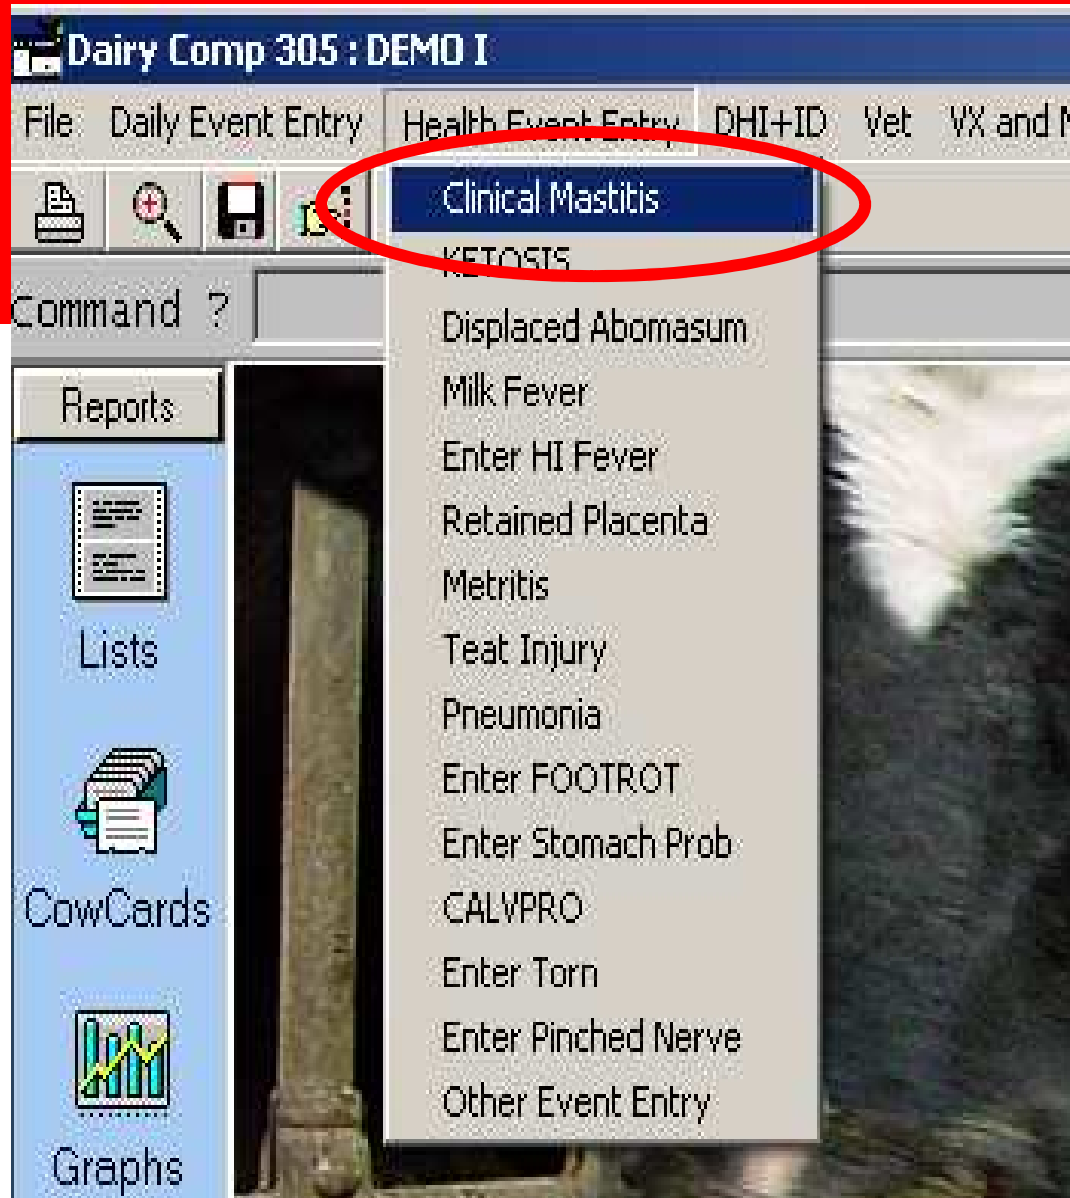 Dairy Comp 305 : DEMO I
File Daily Event Entry Health Event Entry DHI+ID Vet VX and
Clinical Mastitis
KETOSIS
Command ?
Displaced Abomasum
Reports
Milk Fever
Enter HI Fever
Retained Placenta
Metritis
Lists
Teat Injury
Pneumonia
Enter FOOTROT
Enter Stomach Prob
CowCards
CALVPRO
Enter Torn
Enter Pinched Nerve
Other Event Entry
Graphs